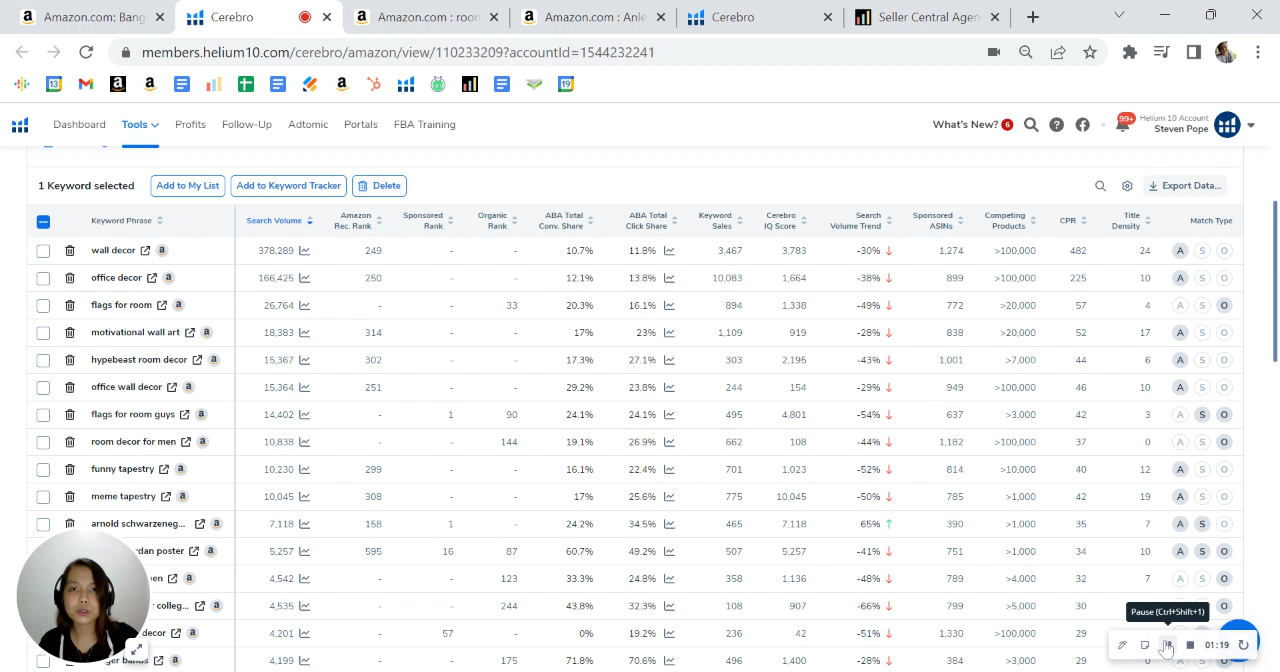 Amazon.com: Bang
Cerebro
Amazon.com : roor
Amazon.com : Anle
Cerebro
Seller Central Agen
members.helium10.com/cerebro/amazon/view/110233209?accountId=1544232241
Dashboard Tools Profits Follow-Up Adtomic Portals FBA Training
What's New? 6 99+ Helium 10 Account
Steven Pope
1 Keyword selected Add to My List Add to Keyword Tracker Delete Export Data...
Keyword Phrase Search Volume Amazon Rec. Rank Sponsored Rank Organic Rank ABA Total Conv. Share ABA Total Click Share Keyword Sales Cerebro IQ Score Search Volume Trend Sponsored ASINs Competing Products CPR Title Density Match Type
wall decor 378,289 249 - - 10.7% 11.8% 3,467 3,783 -30% 1,274 >100,000 482 24 A S O
office decor 166,425 250 - - 12.1% 13.8% 10,083 1,664 -38% 899 >100,000 225 10 A S O
flags for room 26,764 - - 33 20.3% 16.1% 894 1,338 -49% 772 >20,000 57 4 A S O
motivational wall art 18,383 314 - - 17% 23% 1,109 919 -28% 838 >20,000 52 17 A S O
hypebeast room decor 15,367 302 - - 17.3% 27.1% 303 2,195 -43% 1,001 >7,000 44 6 A S O
office wall decor 15,364 251 - - 29.2% 23.8% 244 154 -29% 949 >100,000 46 10 A S O
flags for room guys 14,402 - 1 90 24.1% 24.1% 495 4,801 -54% 637 >3,000 42 3 A S O
room decor for men 10,838 - - 144 19.1% 26.9% 662 108 -44% 1,182 >100,000 37 0 A S O
funny tapestry 10,230 299 - - 16.1% 22.4% 701 1,023 -52% 814 >10,000 40 12 A S O
meme tapestry 10,045 308 - - 17% 25.6% 775 10,045 -50% 785 >1,000 42 19 A S O
arnold schwarzeneg... 7,118 158 1 - 24.2% 34.5% 465 7,118 65% 390 >1,000 35 7 A S O
rdan poster 5,257 595 16 87 60.7% 49.2% 507 5,257 -41% 751 >1,000 34 10 A S O
en 4,542 - - 123 33.3% 24.8% 358 1,136 -48% 789 >4,000 32 7 A S O
r colleg... 4,535 - - 244 43.8% 32.3% 108 907 -66% 799 >5,000 30 O
decor 4,201 - 57 - 0% 19.2% 236 42 -51% 1,330 >100,000 29
nger bands 4,199 - - 175 71.8% 70.6% 496 1,400 -28% 384 >3,000 29
Pause (Ctrl+Shift+1)
01:19